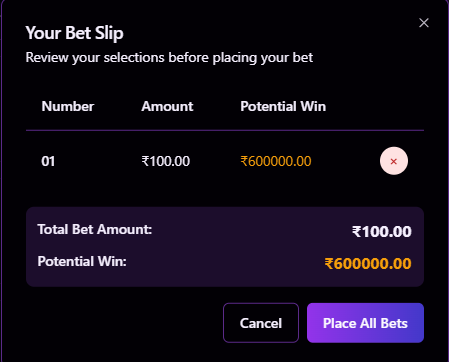 Your Bet Slip
Review your selections before placing your bet
Number Amount Potential Win
01 ₹100.00 ₹600000.00
Total Bet Amount: ₹100.00
Potential Win: ₹600000.00
Cancel Place All Bets